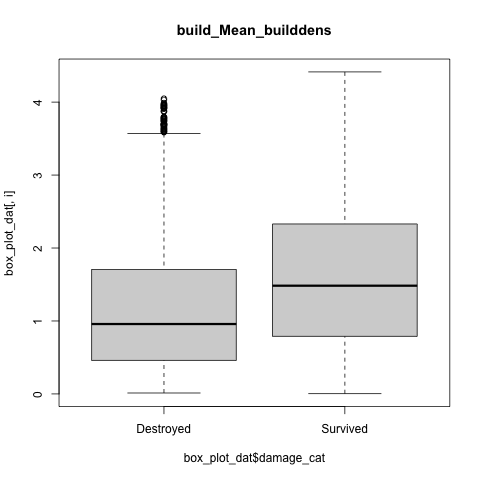 build_Mean_builddens
box_plot_dat[, i]
4
3
2
1
0
Destroyed
Survived
box_plot_dat$damage_cat